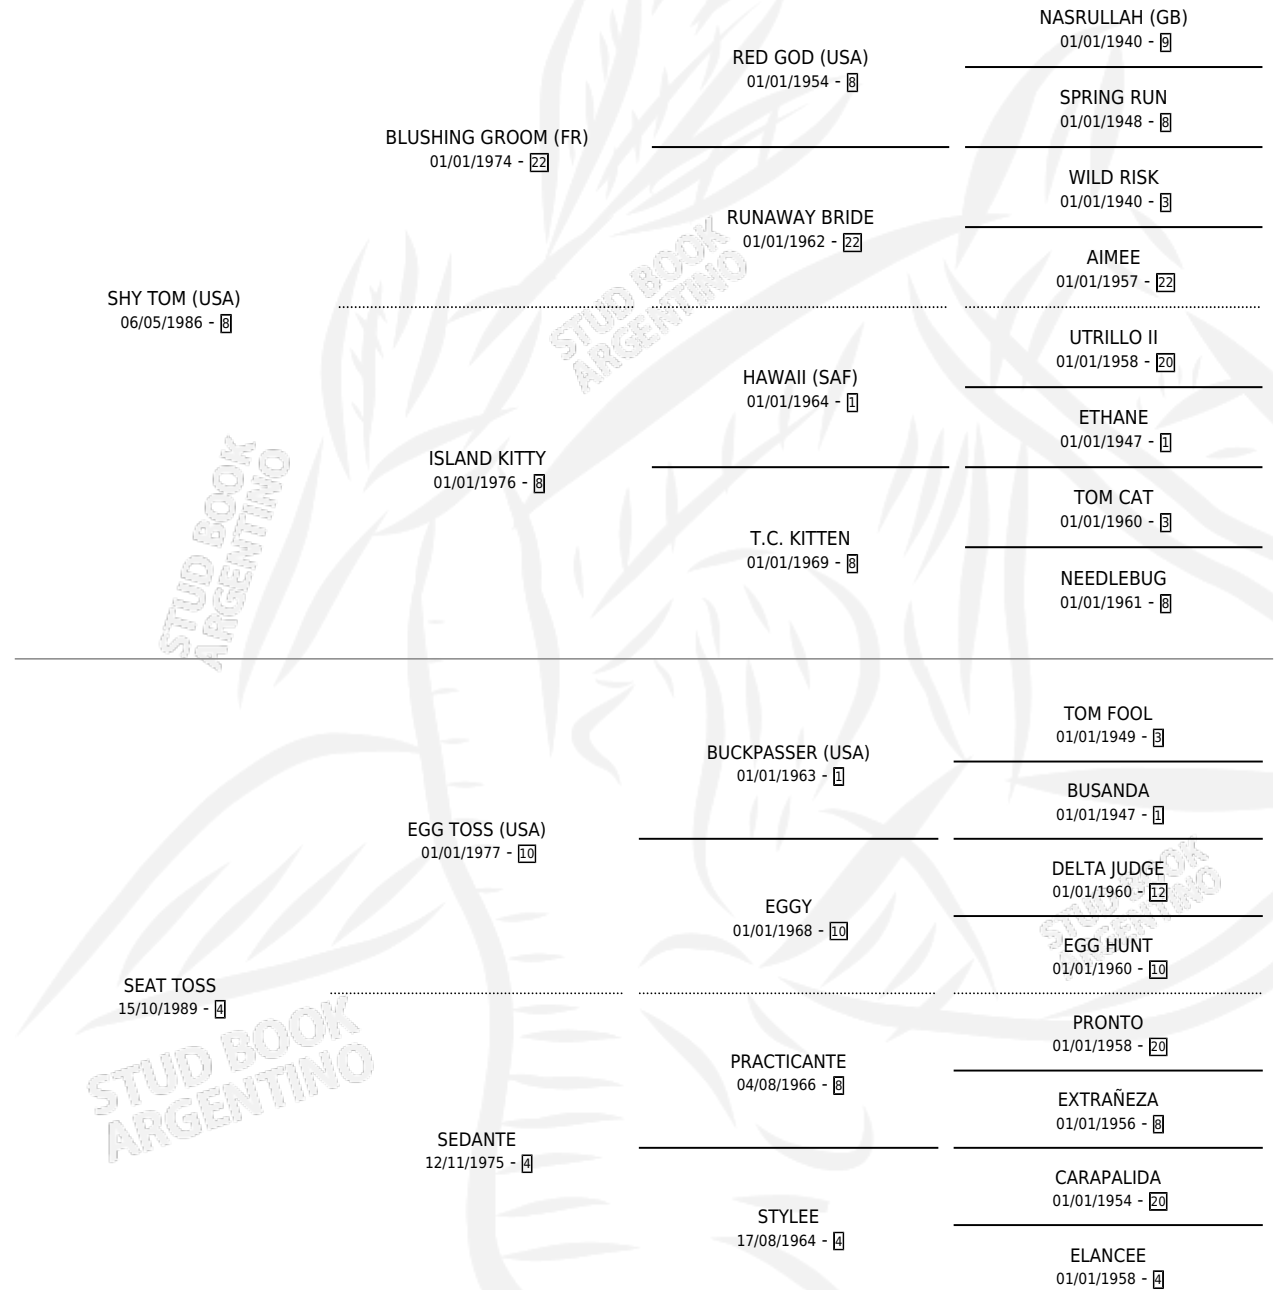 NASRULLAH (GB)
01/01/1940 - 9
RED GOD (USA)
01/01/1954 - 8
SPRING RUN
01/01/1948 - 8
BLUSHING GROOM (FR)
01/01/1974 - 22
WILD RISK
01/01/1940 - 3
RUNAWAY BRIDE
01/01/1962 - 22
AIMEE
01/01/1957 - 22
SHY TOM (USA)
06/05/1986 - 8
UTRILLO II
01/01/1958 - 20
HAWAII (SAF)
01/01/1964 - 1
ETHANE
01/01/1947 - 1
ISLAND KITTY
01/01/1976 - 8
TOM CAT
01/01/1960 - 3
T.C. KITTEN
01/01/1969 - 8
NEEDLEBUG
01/01/1961 - 8
TOM FOOL
01/01/1949 - 3
BUCKPASSER (USA)
01/01/1963 - 1
BUSANDA
01/01/1947 - 1
EGG TOSS (USA)
01/01/1977 - 10
DELTA JUDGE
01/01/1960 - 12
EGGY
01/01/1968 - 10
EGG HUNT
01/01/1960 - 10
SEAT TOSS
15/10/1989 - 4
PRONTO
01/01/1958 - 20
PRACTICANTE
04/08/1966 - 8
EXTRAÑEZA
01/01/1956 - 8
SEDANTE
12/11/1975 - 4
CARAPALIDA
01/01/1954 - 20
STYLEE
17/08/1964 - 4
ELANCEE
01/01/1958 - 4
STUD BOOK
ARGENTINO
STUD BOOK
ARGENTINO
STUD BOOK
ARGENTINO
STUD BOOK
ARGENTINO